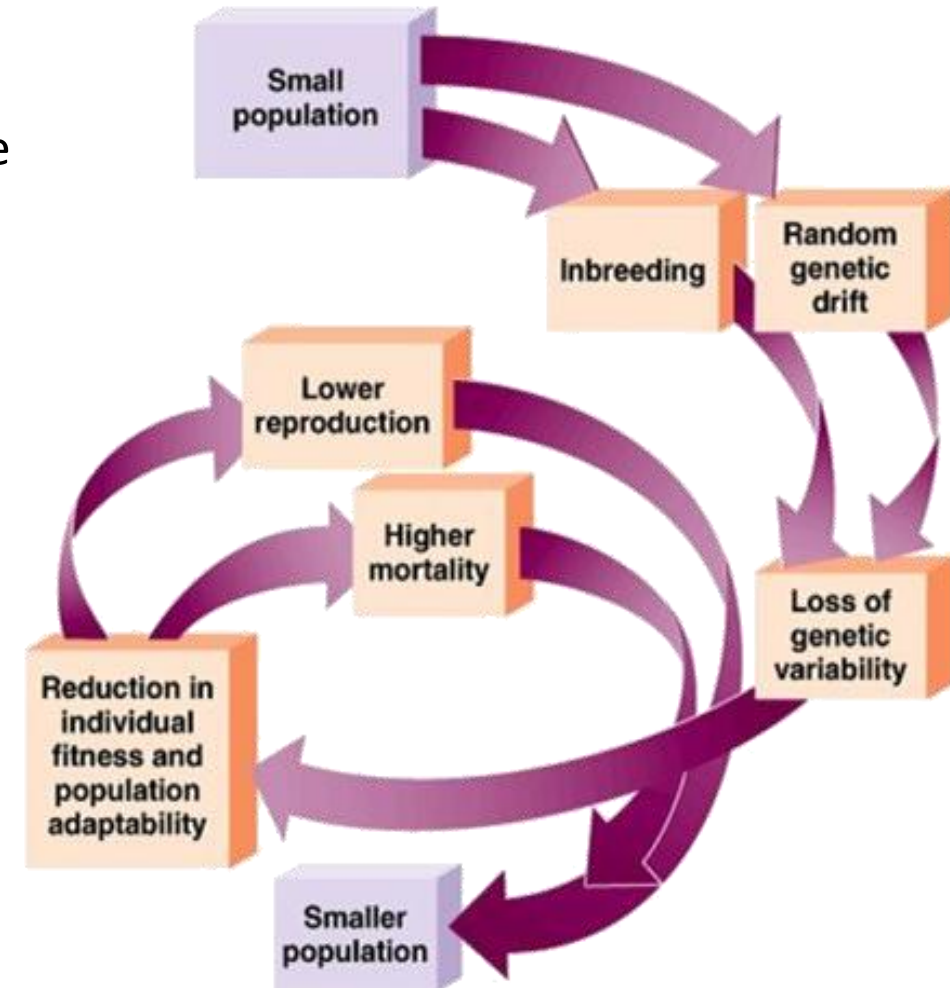 Small
population
e
Inbreeding
Random
genetic
drift
Lower
reproduction
Higher
mortality
Loss of
genetic
variability
Reduction in
individual
fitness and
population
adaptability
Smaller
population